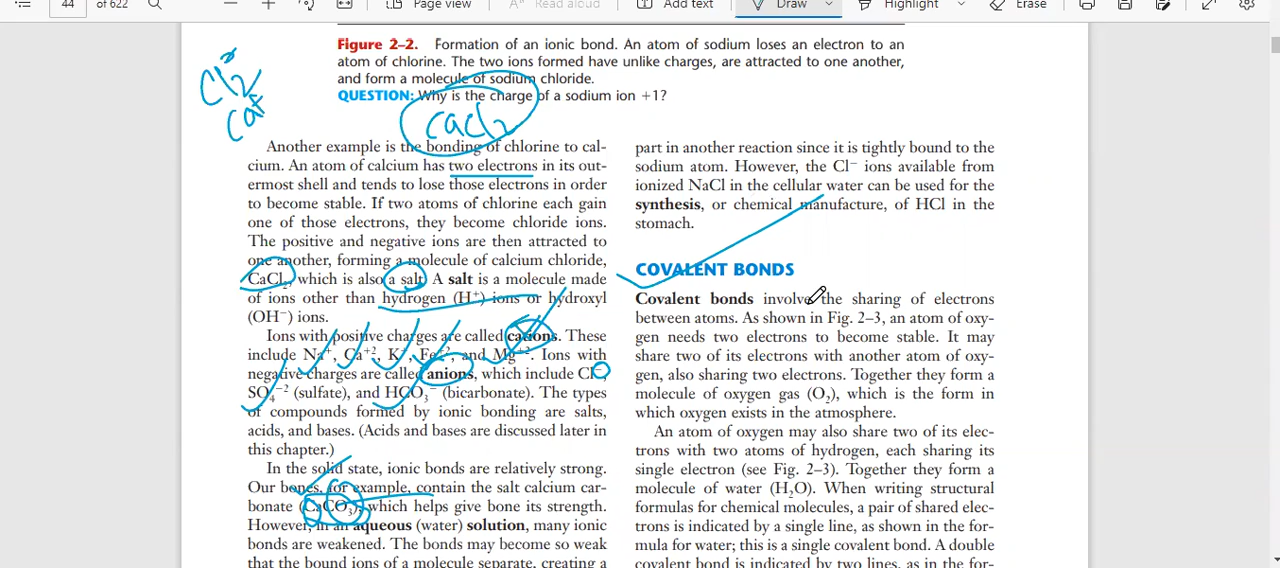 44 of 622 Page view Read aloud Add text Draw Highlight Erase
Figure 2–2. Formation of an ionic bond. An atom of sodium loses an electron to an
atom of chlorine. The two ions formed have unlike charges, are attracted to one another,
and form a molecule of sodium chloride.
QUESTION: Why is the charge of a sodium ion +1?
CaCl2
Another example is the bonding of chlorine to cal-
cium. An atom of calcium has two electrons in its out-
ermost shell and tends to lose those electrons in order
to become stable. If two atoms of chlorine each gain
one of those electrons, they become chloride ions.
The positive and negative ions are then attracted to
one another, forming a molecule of calcium chloride,
CaCl₂, which is also a salt. A salt is a molecule made
of ions other than hydrogen (H⁺) ions or hydroxyl
(OH⁻) ions.
Ions with positive charges are called cations. These
include Na⁺, Ca⁺², K⁺, Fe⁺², and Mg⁺². Ions with
negative charges are called anions, which include Cl⁻,
SO₄⁻² (sulfate), and HCO₃⁻ (bicarbonate). The types
of compounds formed by ionic bonding are salts,
acids, and bases. (Acids and bases are discussed later in
this chapter.)
In the solid state, ionic bonds are relatively strong.
Our bones, for example, contain the salt calcium car-
bonate (CaCO₃), which helps give bone its strength.
However, in an aqueous (water) solution, many ionic
bonds are weakened. The bonds may become so weak
that the bound ions of a molecule separate, creating a
part in another reaction since it is tightly bound to the
sodium atom. However, the Cl⁻ ions available from
ionized NaCl in the cellular water can be used for the
synthesis, or chemical manufacture, of HCl in the
stomach.
COVALENT BONDS
Covalent bonds involve the sharing of electrons
between atoms. As shown in Fig. 2–3, an atom of oxy-
gen needs two electrons to become stable. It may
share two of its electrons with another atom of oxy-
gen, also sharing two electrons. Together they form a
molecule of oxygen gas (O₂), which is the form in
which oxygen exists in the atmosphere.
An atom of oxygen may also share two of its elec-
trons with two atoms of hydrogen, each sharing its
single electron (see Fig. 2–3). Together they form a
molecule of water (H₂O). When writing structural
formulas for chemical molecules, a pair of shared elec-
trons is indicated by a single line, as shown in the for-
mula for water; this is a single covalent bond. A double
covalent bond is indicated by two lines, as in the for-